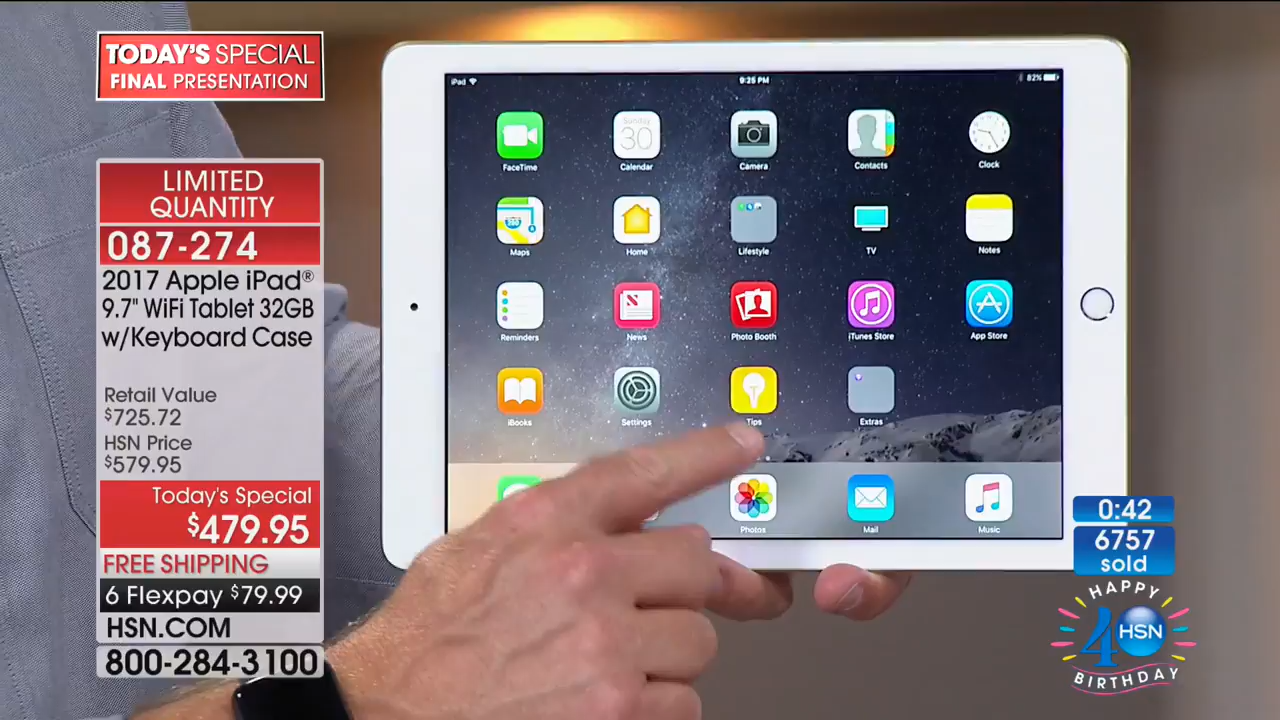 TODAY'S SPECIAL
FINAL PRESENTATION
LIMITED
QUANTITY
087-274
2017 Apple iPad®
9.7" WiFi Tablet 32GB
w/Keyboard Case
Retail Value
$725.72
HSN Price
$579.95
Today's Special
$479.95
FREE SHIPPING
6 Flexpay $79.99
HSN.COM
800-284-3100
iPad 9:25 PM 82%
Sunday
30
FaceTime Calendar Camera Contacts Clock
280
Maps Home Lifestyle TV Notes
Reminders News Photo Booth iTunes Store App Store
iBooks Settings Tips Extras
Photos Mail Music
0:42
6757
sold
HAPPY
40 HSN
BIRTHDAY